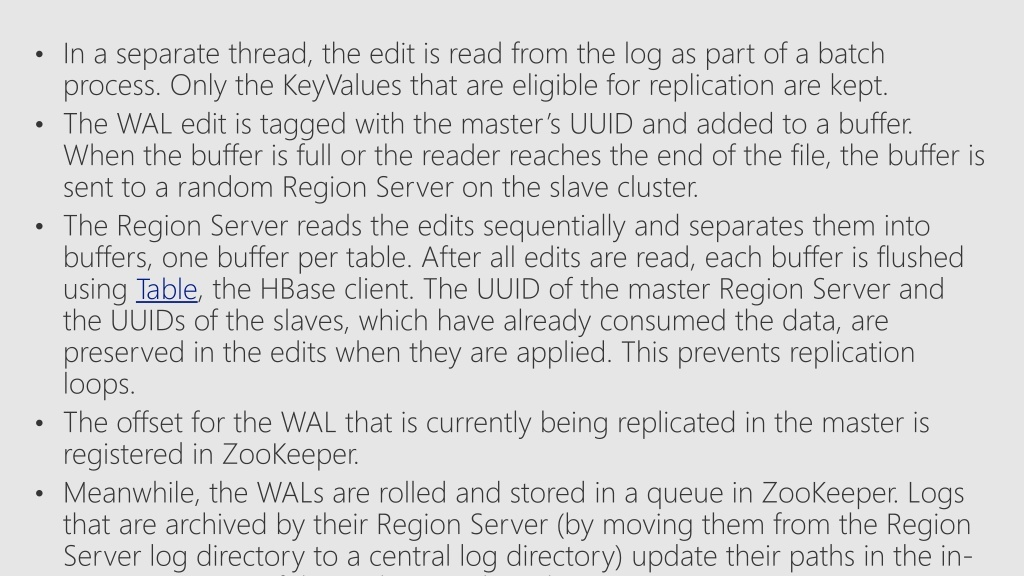 • In a separate thread, the edit is read from the log as part of a batch
process. Only the KeyValues that are eligible for replication are kept.
• The WAL edit is tagged with the master’s UUID and added to a buffer.
When the buffer is full or the reader reaches the end of the file, the buffer is
sent to a random Region Server on the slave cluster.
• The Region Server reads the edits sequentially and separates them into
buffers, one buffer per table. After all edits are read, each buffer is flushed
using Table, the HBase client. The UUID of the master Region Server and
the UUIDs of the slaves, which have already consumed the data, are
preserved in the edits when they are applied. This prevents replication
loops.
• The offset for the WAL that is currently being replicated in the master is
registered in ZooKeeper.
• Meanwhile, the WALs are rolled and stored in a queue in ZooKeeper. Logs
that are archived by their Region Server (by moving them from the Region
Server log directory to a central log directory) update their paths in the in-